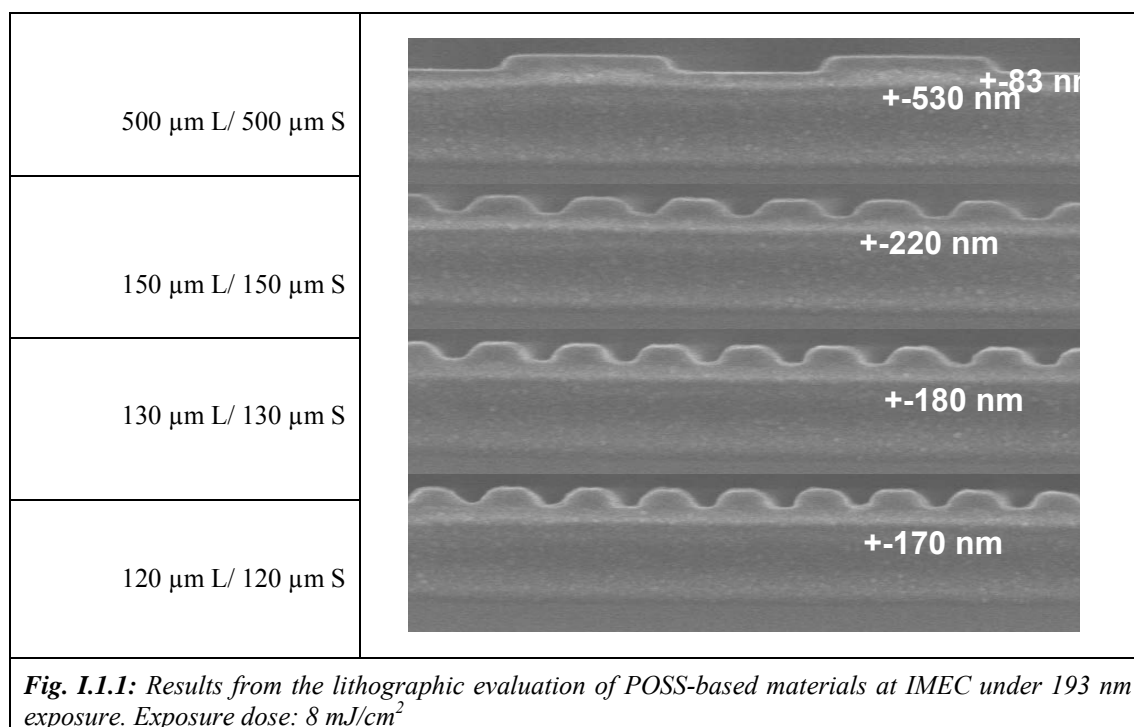 500 µm L/ 500 µm S
+-83 nm
+-530 nm
150 µm L/ 150 µm S
+-220 nm
130 µm L/ 130 µm S
+-180 nm
120 µm L/ 120 µm S
+-170 nm
Fig. I.1.1: Results from the lithographic evaluation of POSS-based materials at IMEC under 193 nm
exposure. Exposure dose: 8 mJ/cm²